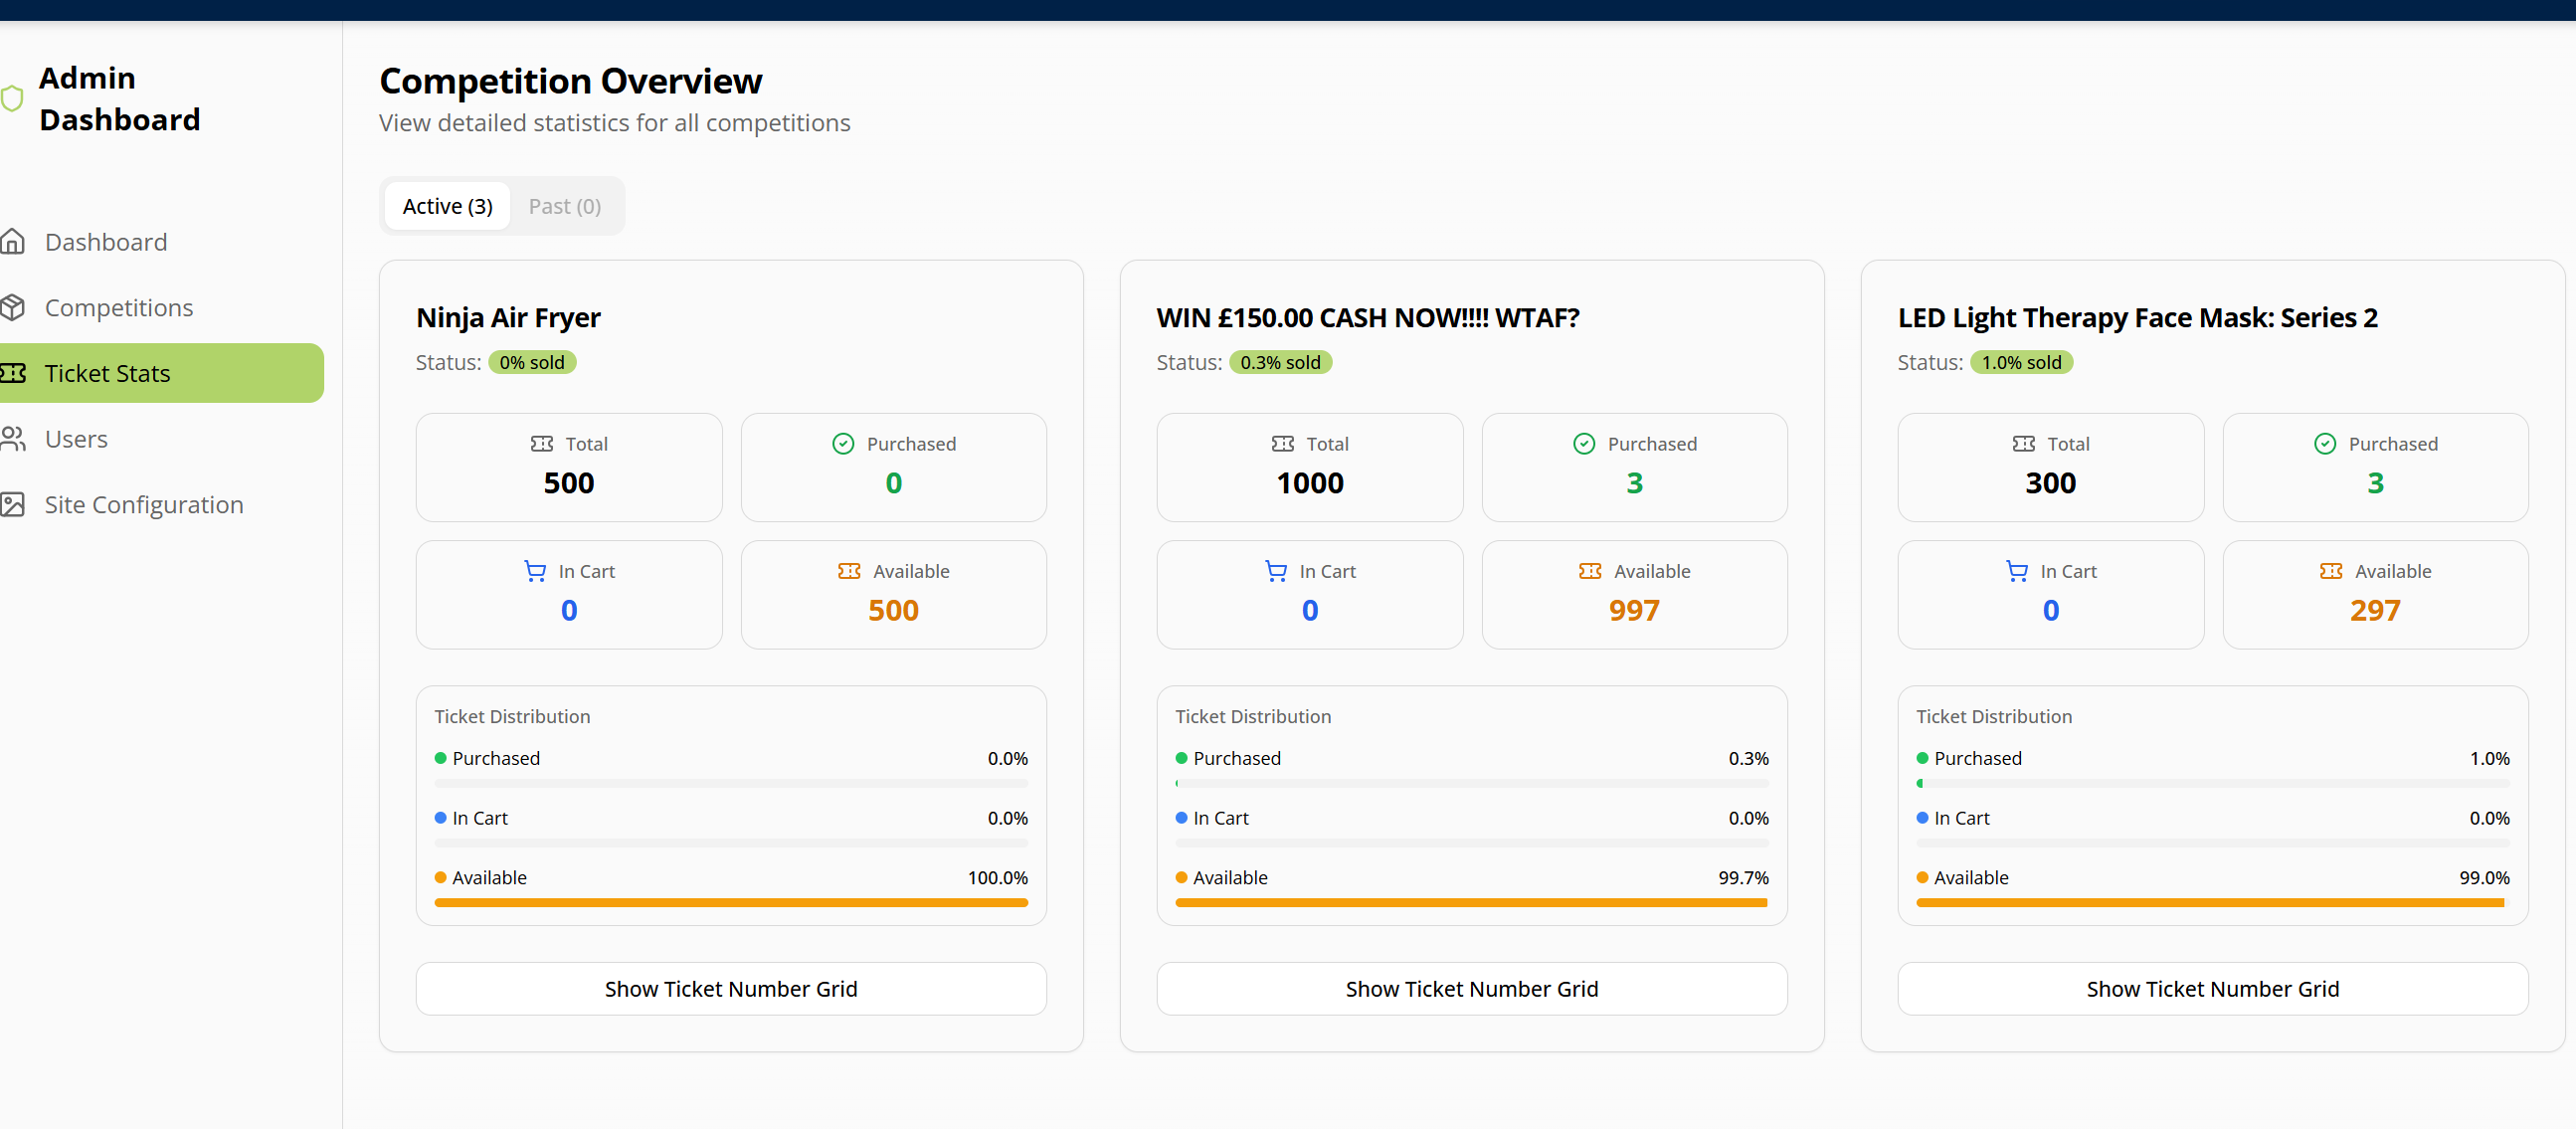 Admin
Dashboard
Dashboard
Competitions
Ticket Stats
Users
Site Configuration
Competition Overview
View detailed statistics for all competitions
Active (3) Past (0)
Ninja Air Fryer
Status: 0% sold
Total Purchased
500 0
In Cart Available
0 500
Ticket Distribution
Purchased 0.0%
In Cart 0.0%
Available 100.0%
Show Ticket Number Grid
WIN £150.00 CASH NOW!!!! WTAF?
Status: 0.3% sold
Total Purchased
1000 3
In Cart Available
0 997
Ticket Distribution
Purchased 0.3%
In Cart 0.0%
Available 99.7%
Show Ticket Number Grid
LED Light Therapy Face Mask: Series 2
Status: 1.0% sold
Total Purchased
300 3
In Cart Available
0 297
Ticket Distribution
Purchased 1.0%
In Cart 0.0%
Available 99.0%
Show Ticket Number Grid